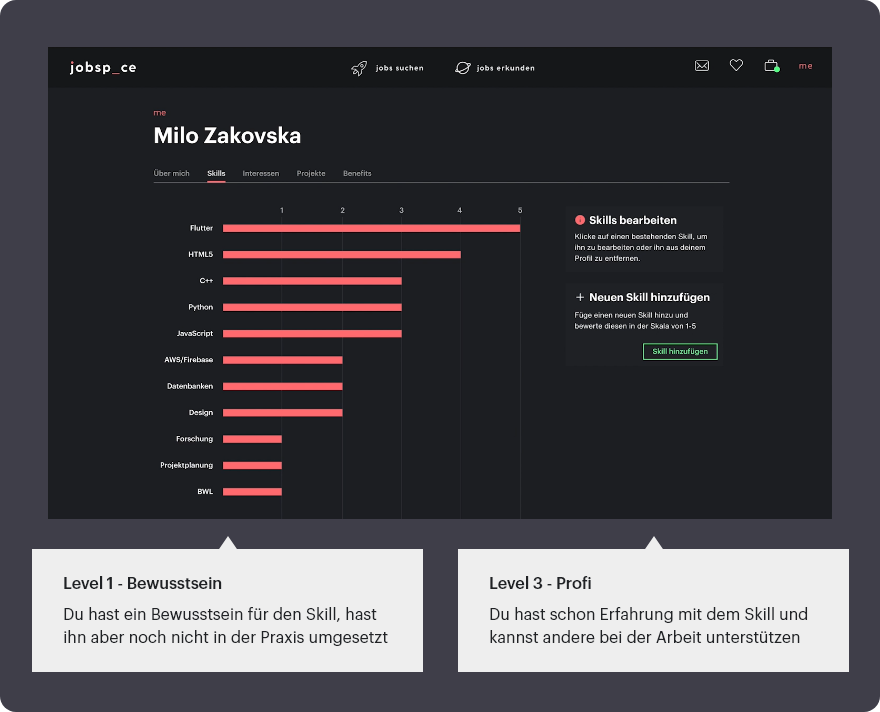 jobsp_ce
jobs suchen
jobs erkunden
me
me
Milo Zakovska
Über mich
Skills
Interessen
Projekte
Benefits
1 2 3 4 5
Flutter
HTML5
C++
Python
JavaScript
AWS/Firebase
Datenbanken
Design
Forschung
Projektplanung
BWL
Skills bearbeiten
Klicke auf einen bestehenden Skill, um
ihn zu bearbeiten oder ihn aus deinem
Profil zu entfernen.
+ Neuen Skill hinzufügen
Füge einen neuen Skill hinzu und
bewerte diesen in der Skala von 1-5
Skill hinzufügen
Level 1 - Bewusstsein
Du hast ein Bewusstsein für den Skill, hast
ihn aber noch nicht in der Praxis umgesetzt
Level 3 - Profi
Du hast schon Erfahrung mit dem Skill und
kannst andere bei der Arbeit unterstützen